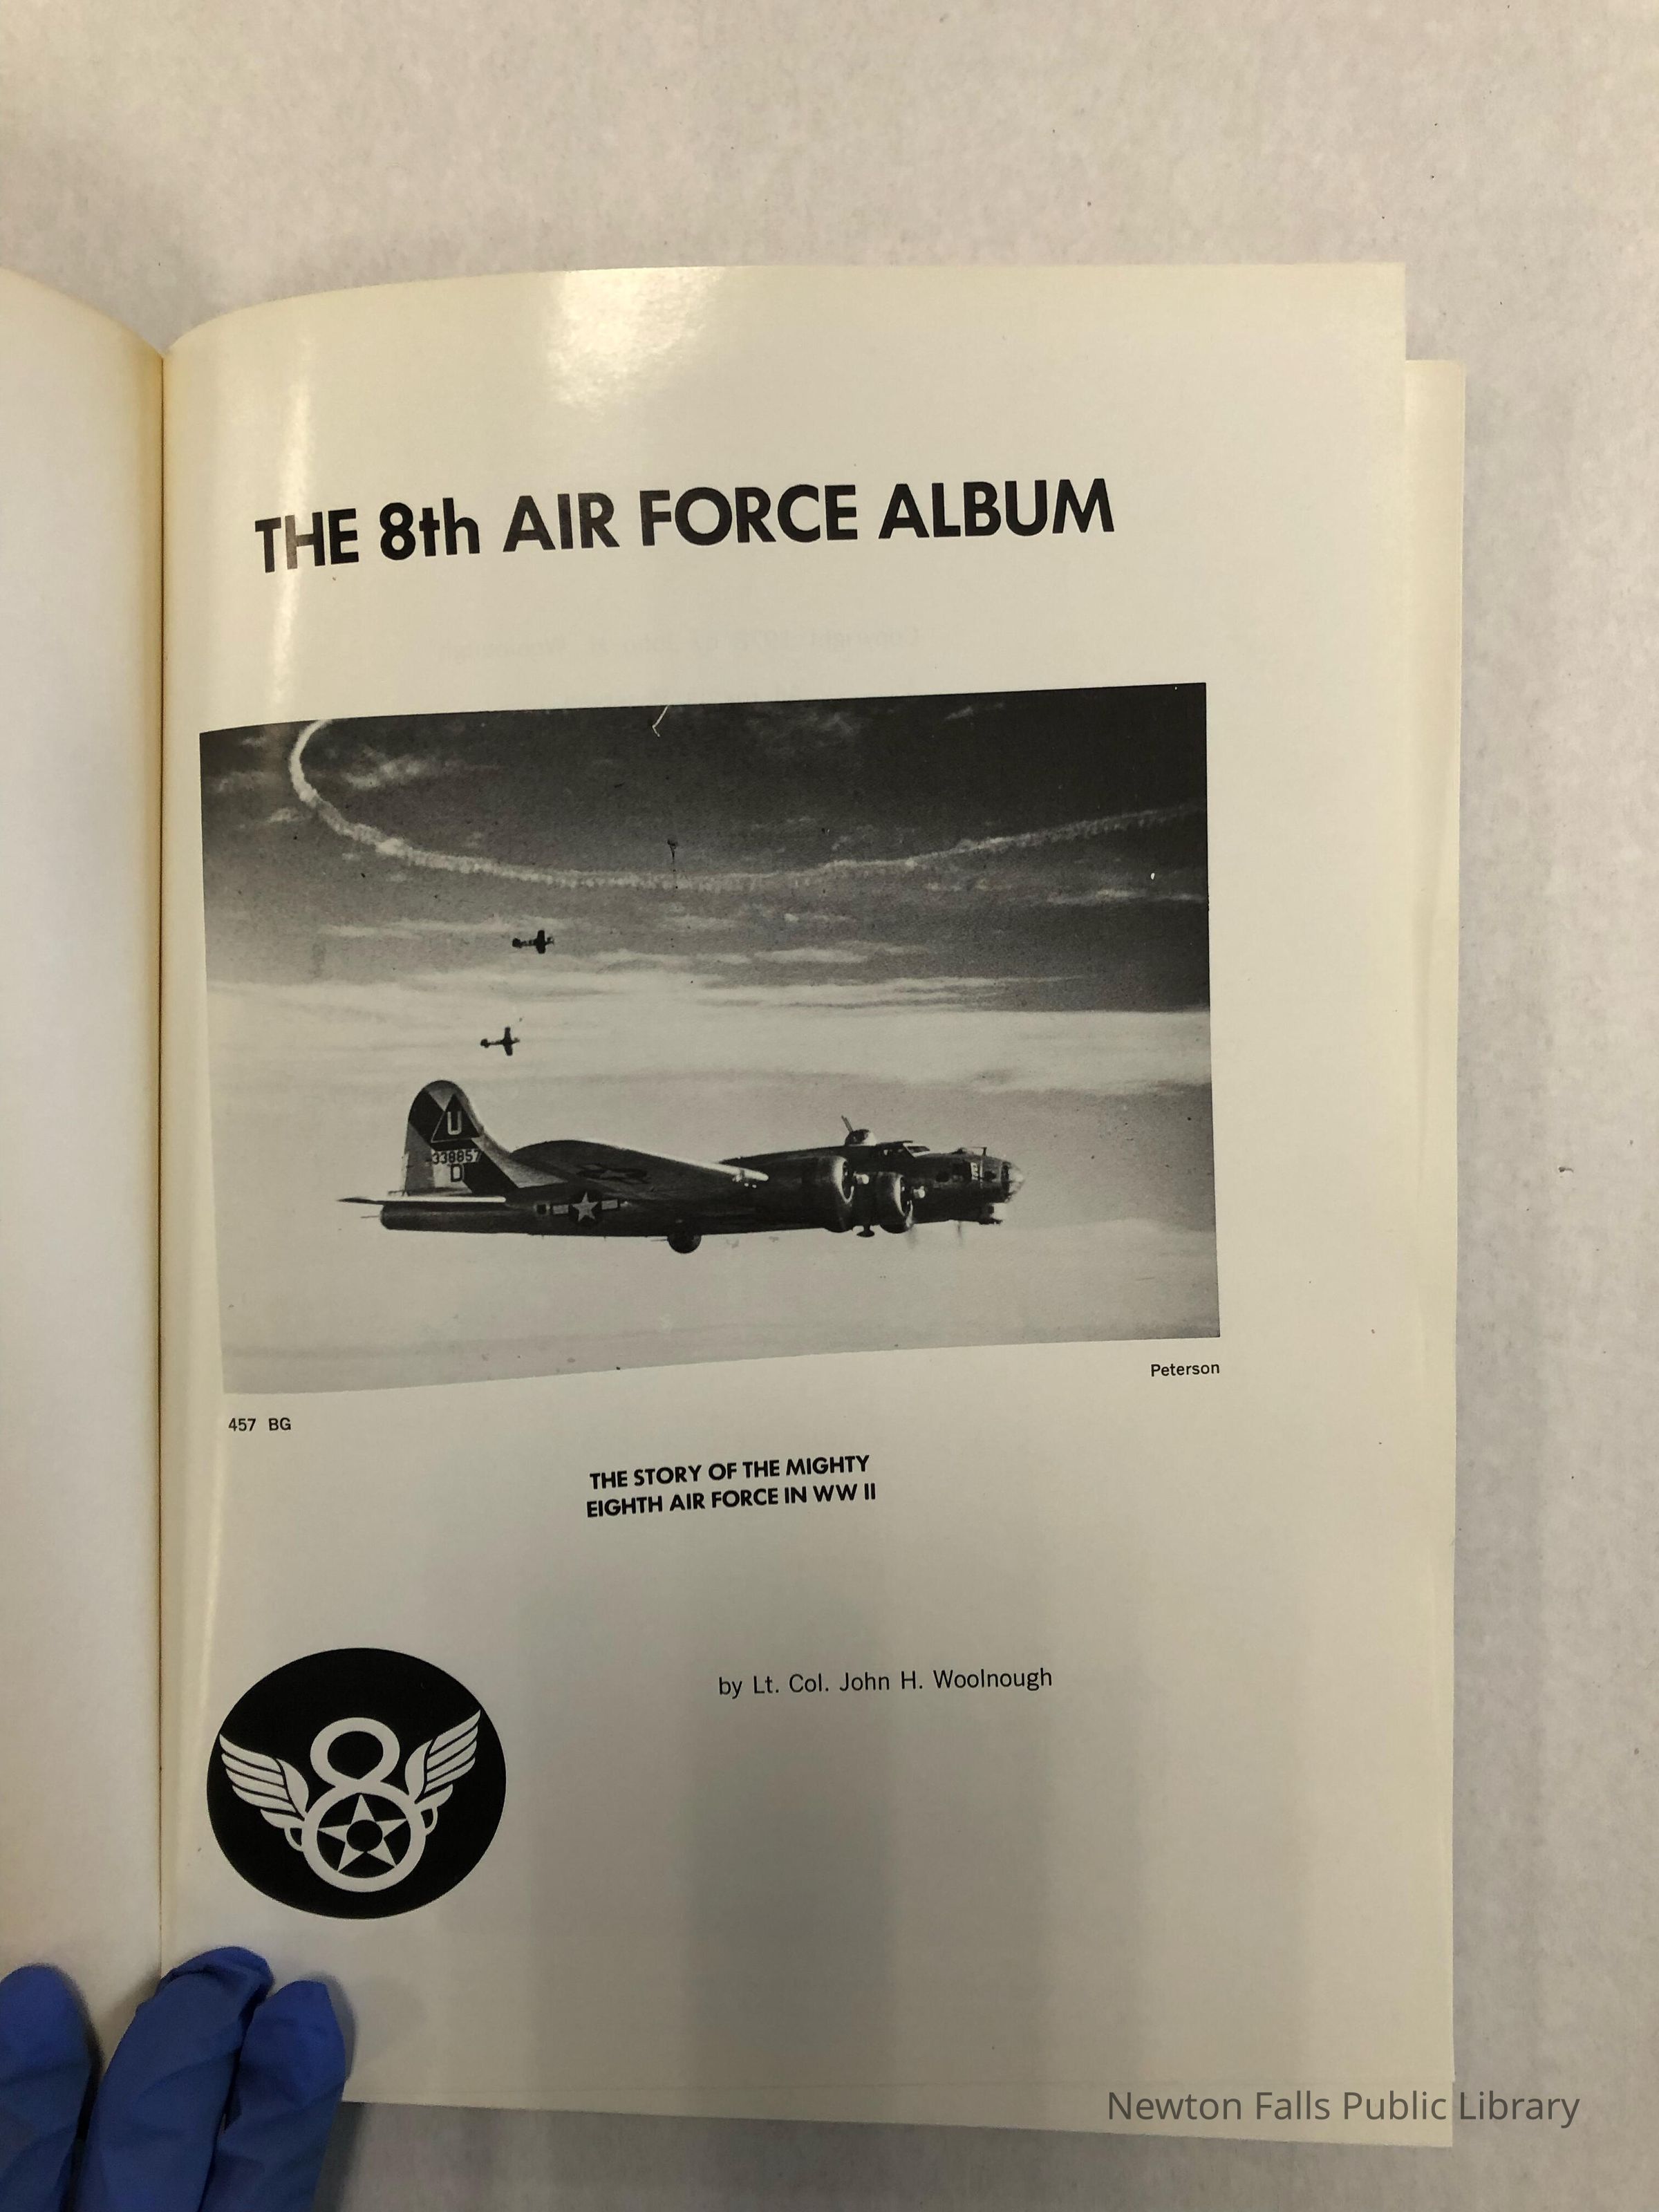 THE 8th AIR FORCE ALBUM
U
338857
D
Peterson
457 BG
THE STORY OF THE MIGHTY
EIGHTH AIR FORCE IN WW II
by Lt. Col. John H. Woolnough
8
Newton Falls Public Library